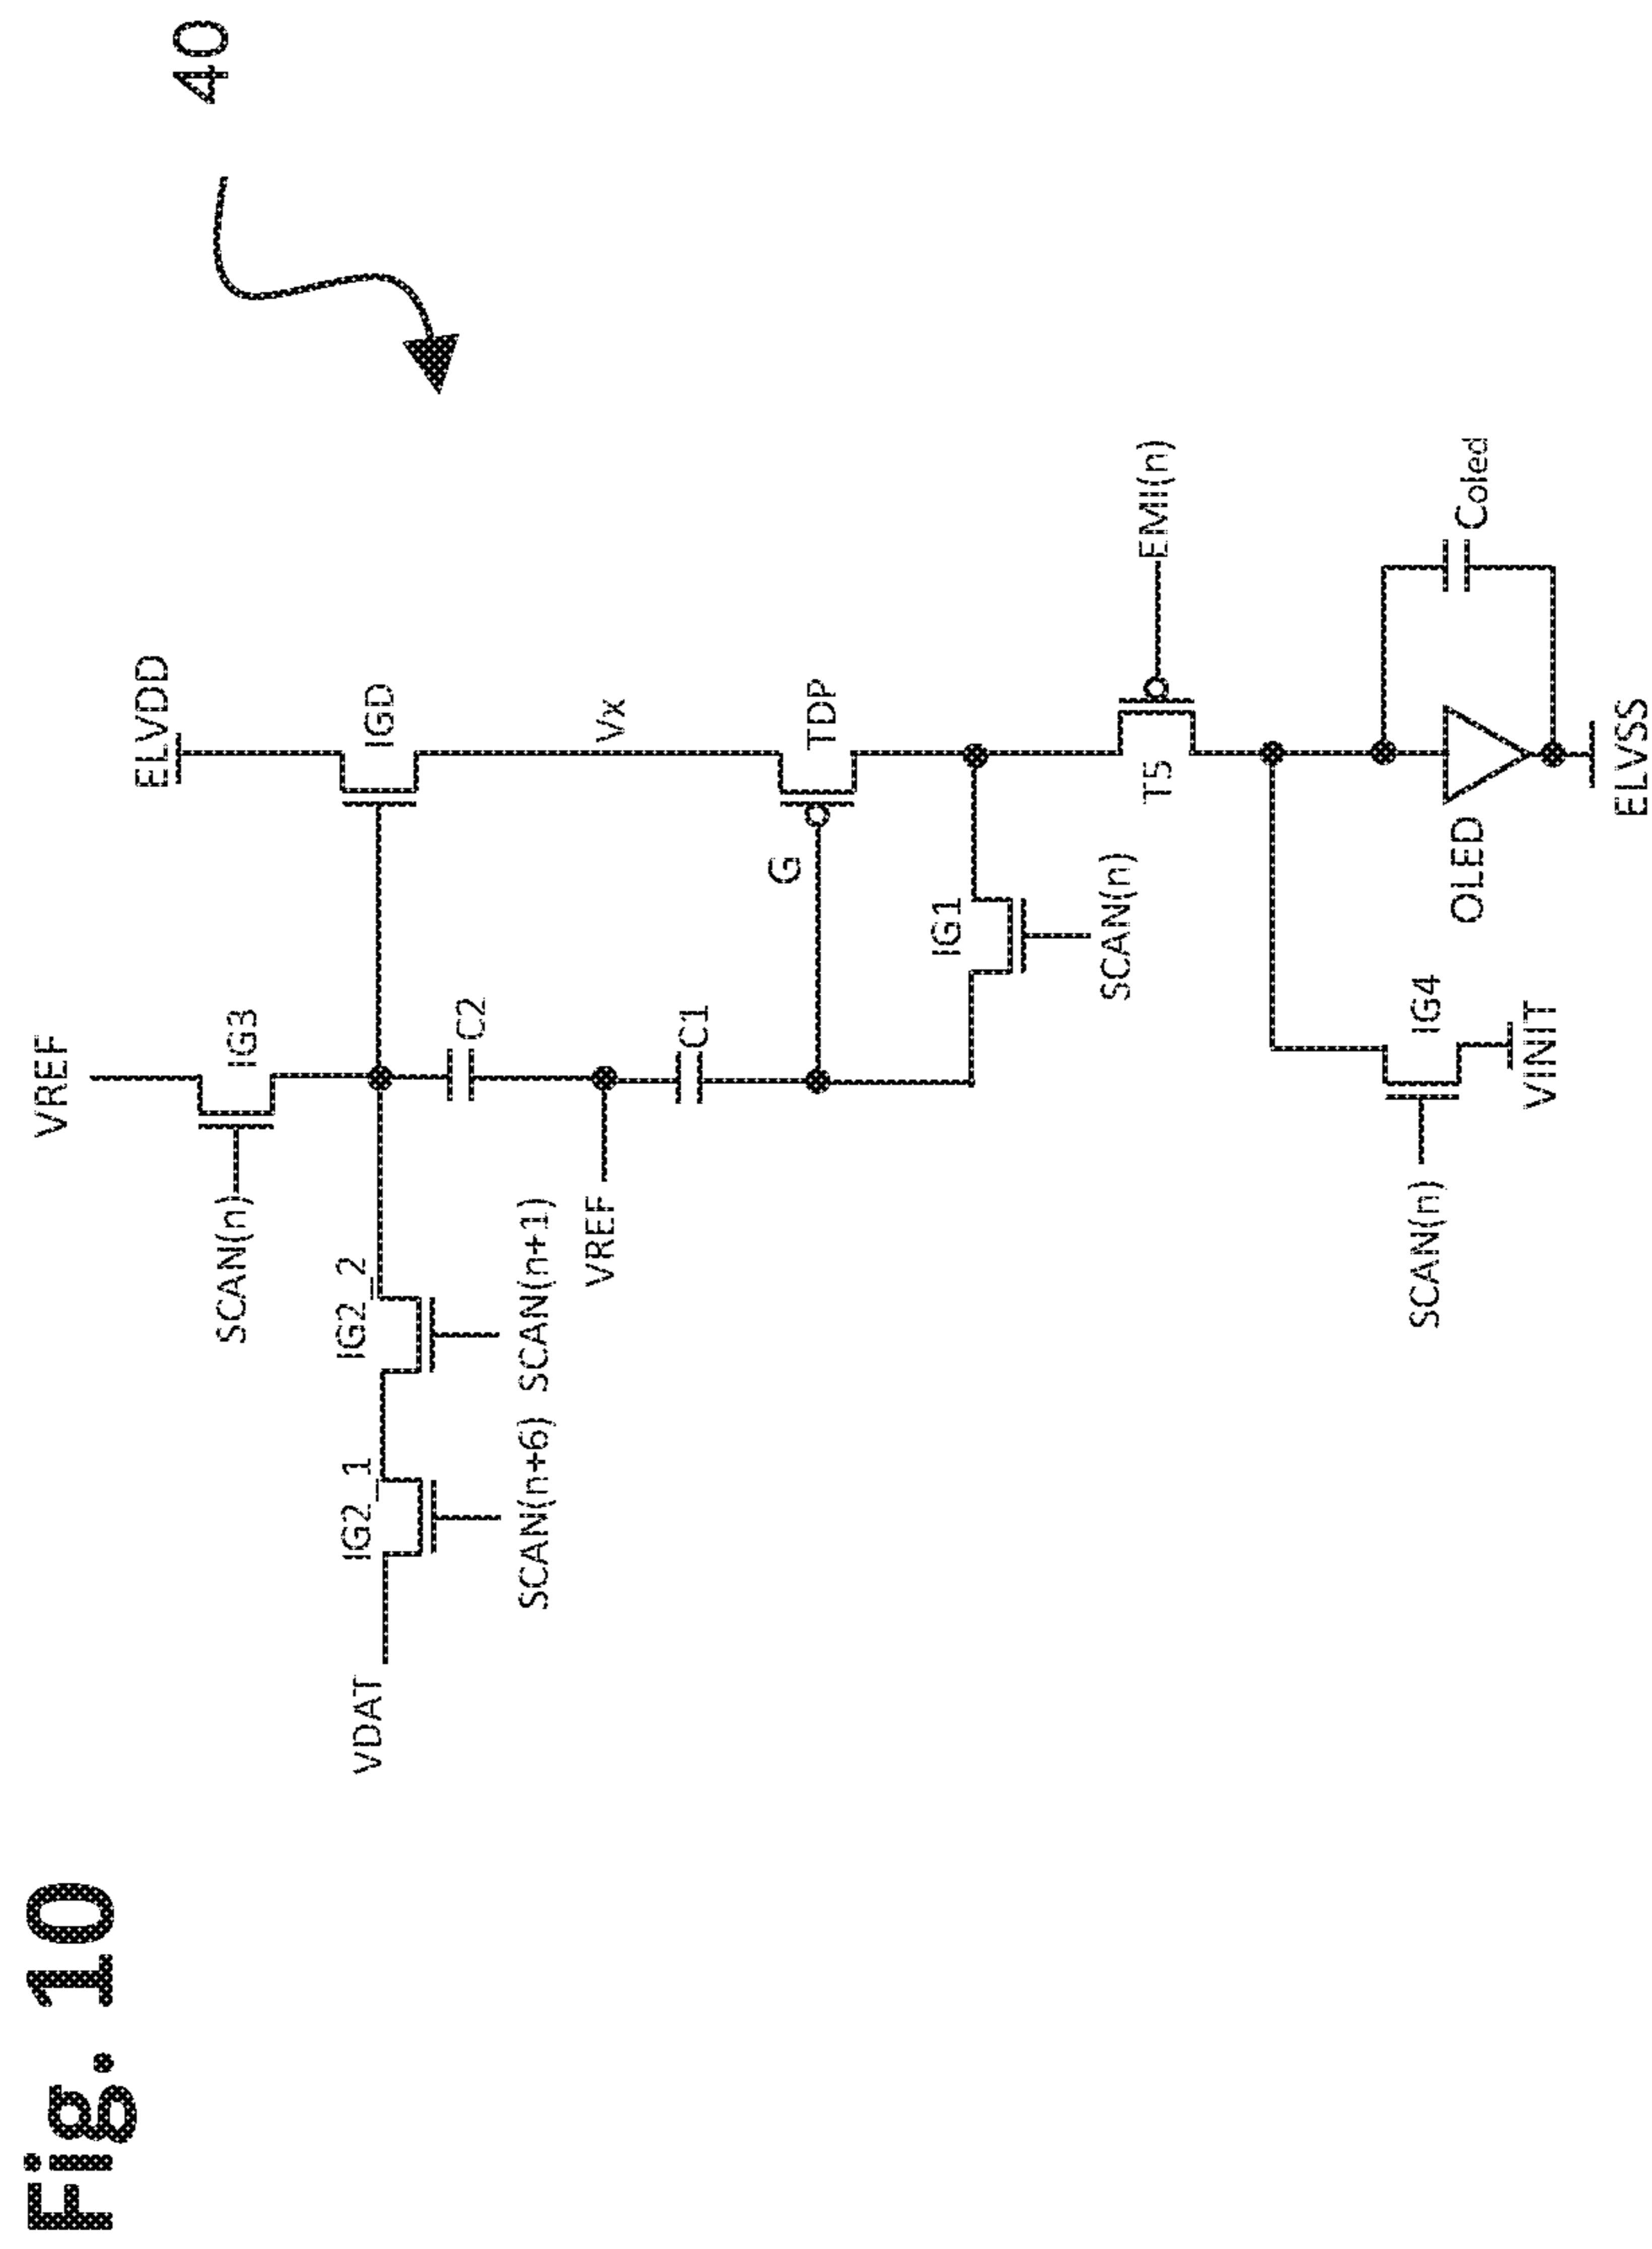 Fig. 10
40
VREF
ELVDD
IG3
SCAN(n)
IGD
IG2_1
IG2_2
VDAT
C2
SCAN(n+6)
SCAN(n+1)
VREF
Vx
C1
G
TDP
IG1
SCAN(n)
T5
EMI(n)
SCAN(n)
IG4
VINIT
OLED
Coled
ELVSS